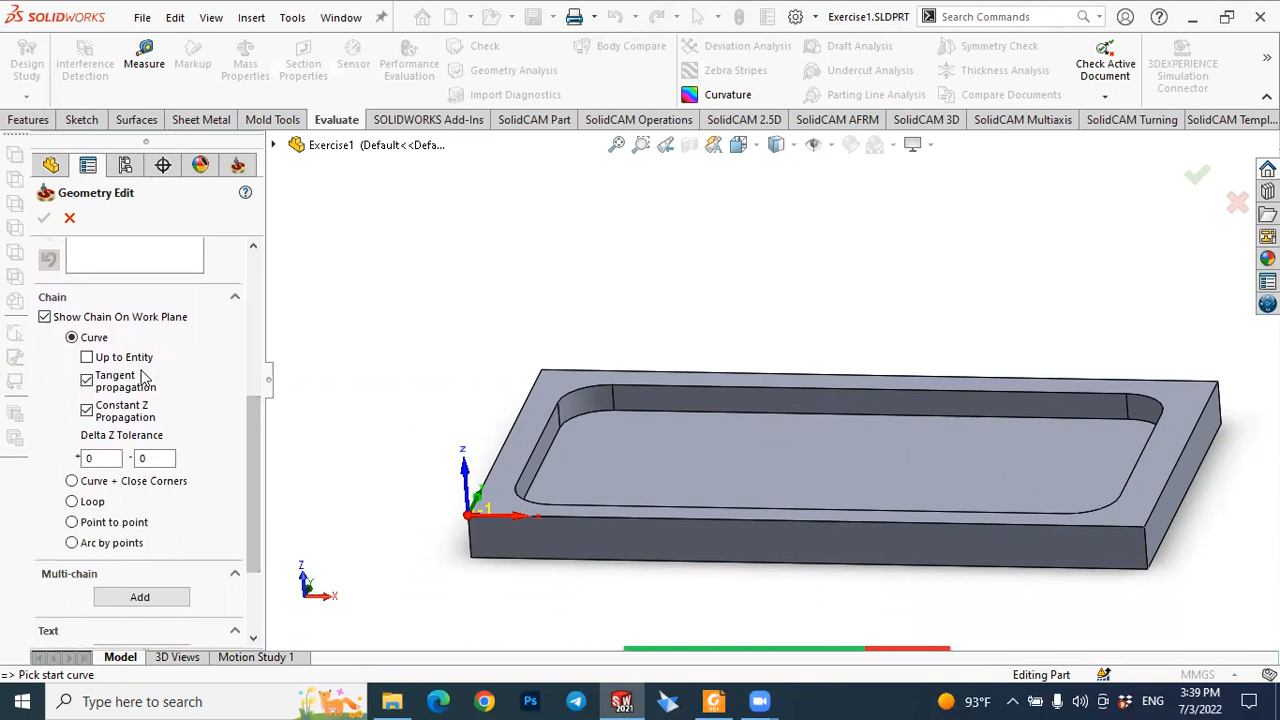 SOLIDWORKS File Edit View Insert Tools Window Exercise1.SLDPRT Search Commands
Design Study
Interference Detection
Measure
Markup
Mass Properties
Section Properties
Sensor
Performance Evaluation
Check
Geometry Analysis
Import Diagnostics
Body Compare
Deviation Analysis
Zebra Stripes
Curvature
Draft Analysis
Undercut Analysis
Parting Line Analysis
Symmetry Check
Thickness Analysis
Compare Documents
Check Active Document
3DEXPERIENCE Simulation Connector
Features Sketch Surfaces Sheet Metal Mold Tools Evaluate SOLIDWORKS Add-Ins SolidCAM Part SolidCAM Operations SolidCAM 2.5D SolidCAM AFRM SolidCAM 3D SolidCAM Multiaxis SolidCAM Turning SolidCAM Templ...
Exercise1 (Default<<Defa...
Geometry Edit
Chain
Show Chain On Work Plane
Curve
Up to Entity
Tangent
propagation
Constant Z
Propagation
Delta Z Tolerance
+ 0 - 0
Curve + Close Corners
Loop
Point to point
Arc by points
Multi-chain
Add
Text
z
-1
Z
Y
X
Model 3D Views Motion Study 1
=> Pick start curve Editing Part MMGS
Type here to search Ps SW 2021 93°F ENG
3:39 PM
7/3/2022